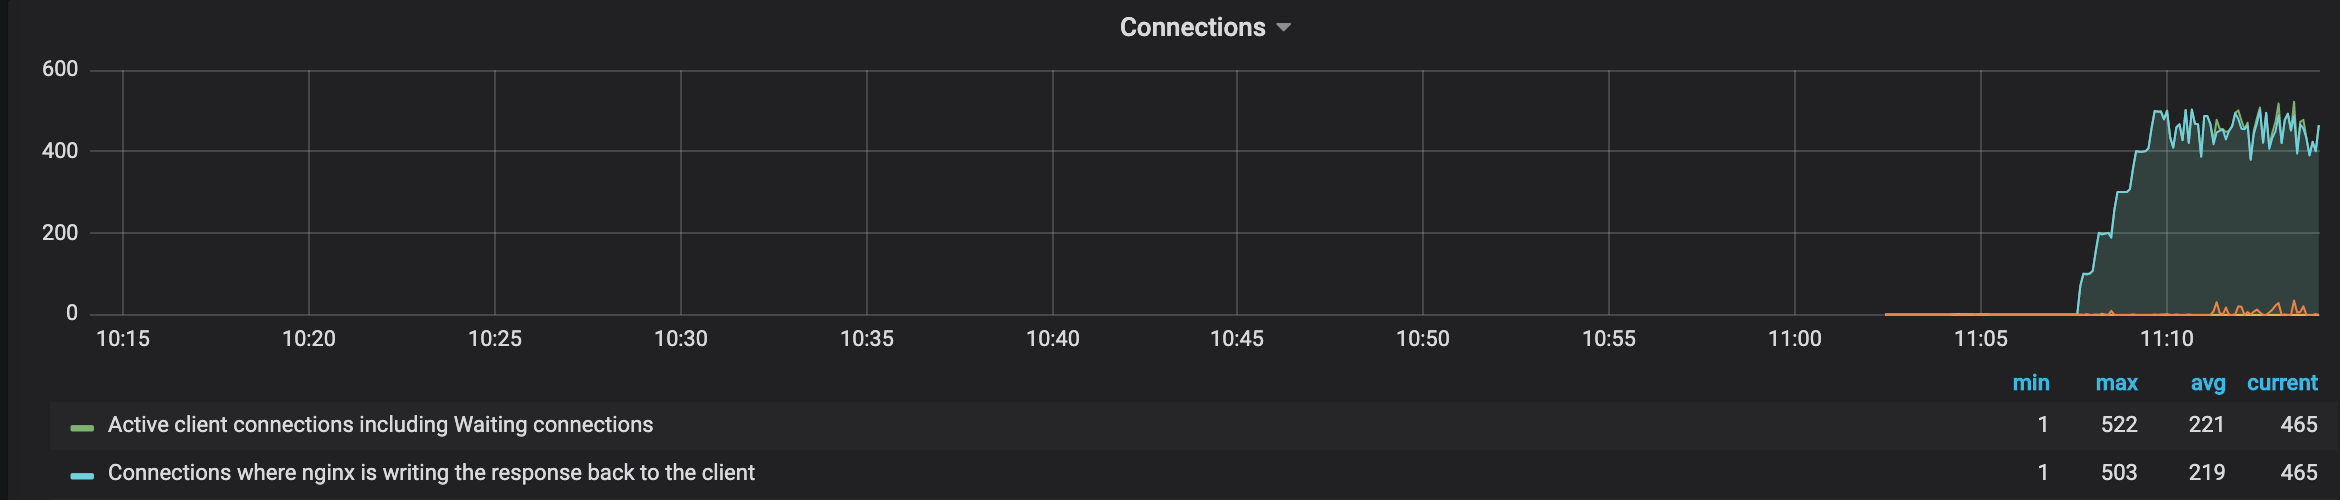 Connections
600
400
200
0
10:15 10:20 10:25 10:30 10:35 10:40 10:45 10:50 10:55 11:00 11:05 11:10
min max avg current
Active client connections including Waiting connections 1 522 221 465
Connections where nginx is writing the response back to the client 1 503 219 465